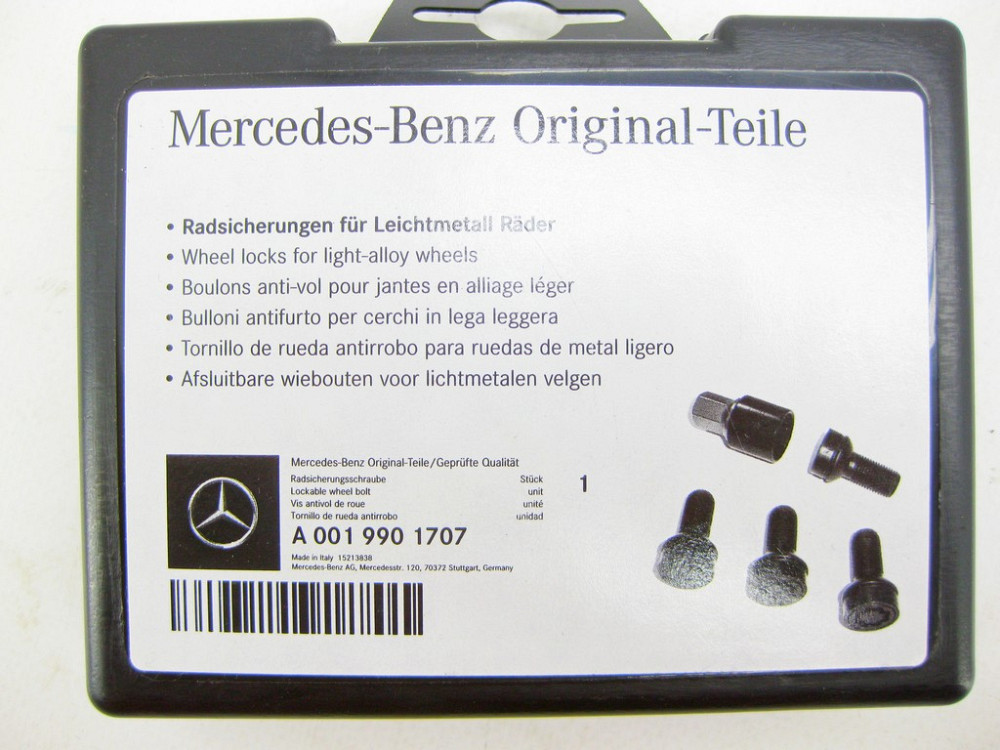 Mercedes-Benz Original-Teile
• Radsicherungen für Leichtmetall Räder
• Wheel locks for light-alloy wheels
• Boulons anti-vol pour jantes en alliage léger
• Bulloni antifurto per cerchi in lega leggera
• Tornillo de rueda antirrobo para ruedas de metal ligero
• Afsluitbare wiebouten voor lichtmetalen velgen
Mercedes-Benz Original-Teile/Geprüfte Qualität
Radsicherungsschraube Stück 1
Lockable wheel bolt unit
Vis antivol de roue unité
Tornillo de rueda antirrobo unidad
A 001 990 1707
Made in Italy 15213838
Mercedes-Benz AG, Mercedesstr. 120, 70372 Stuttgart, Germany